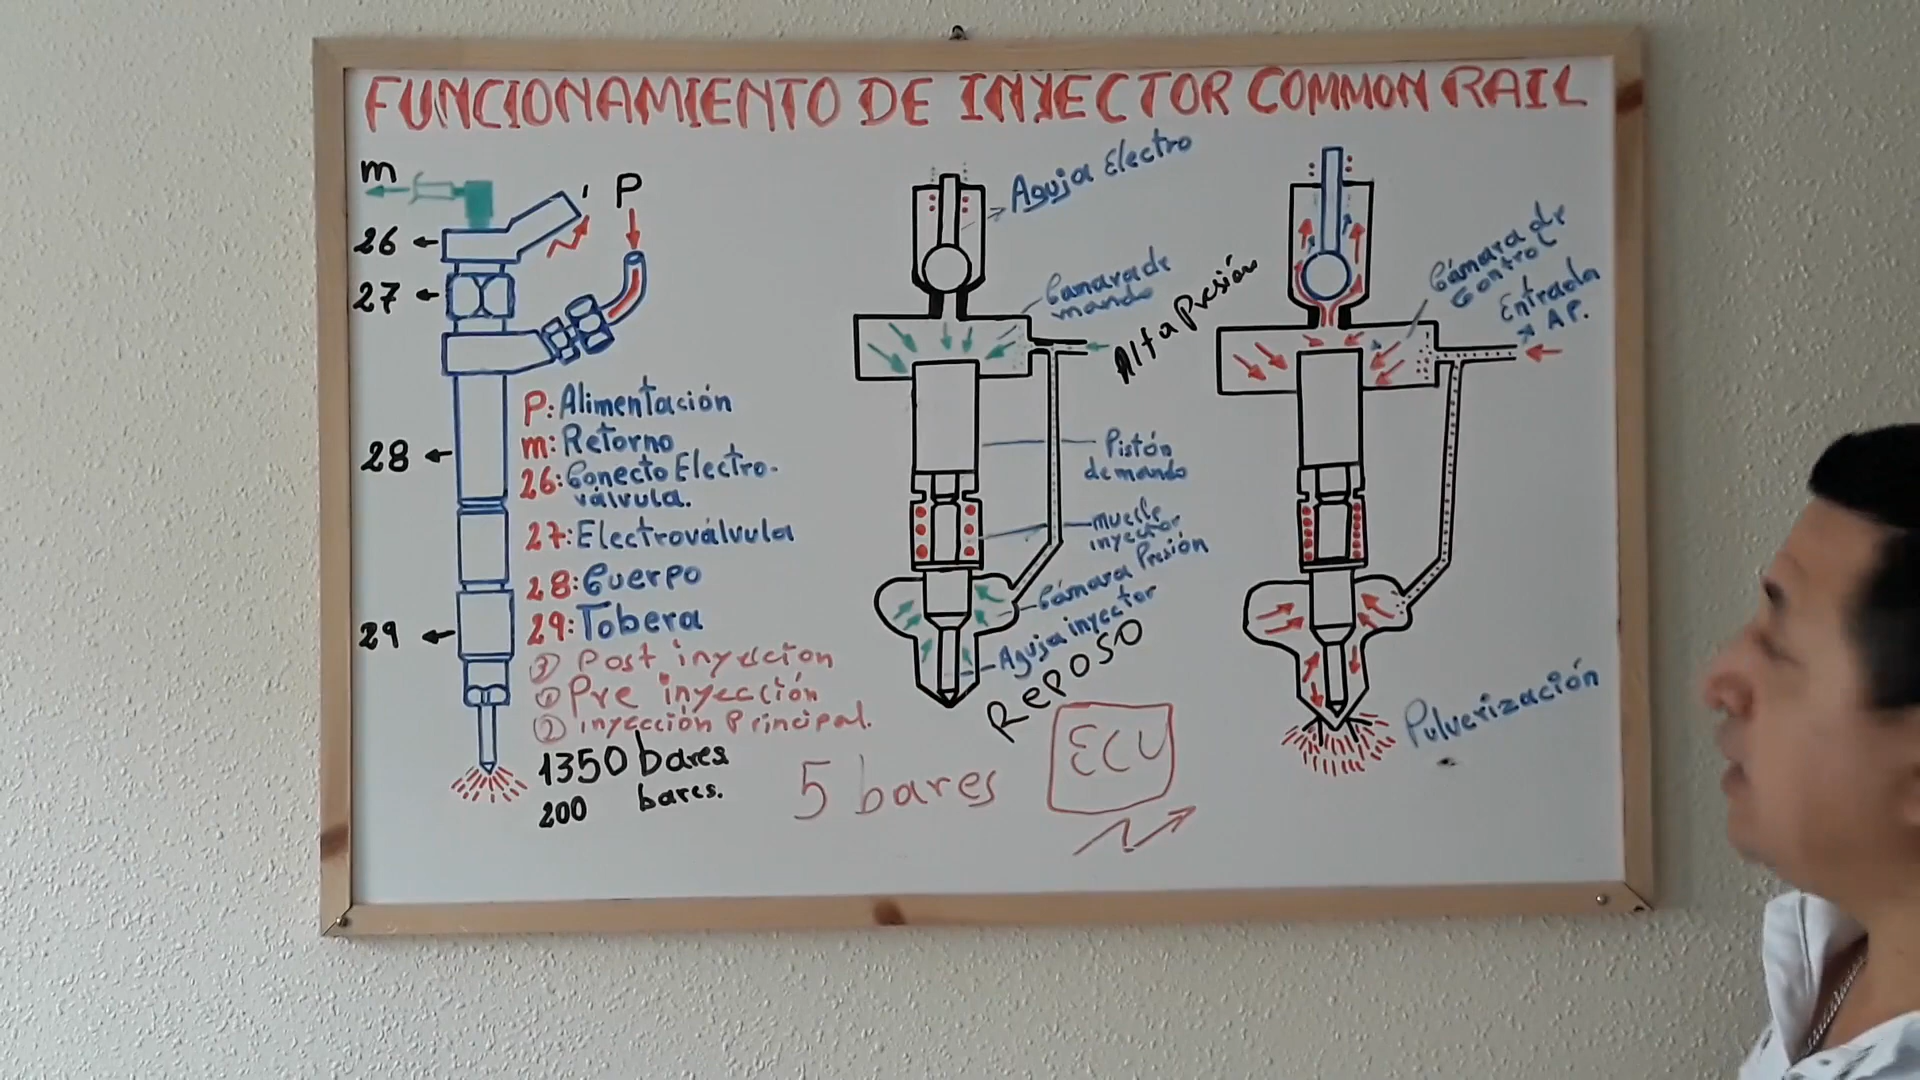 FUNCIONAMIENTO DE INYECTOR COMMON RAIL
m
P
26
27
28
29
P: Alimentación
m: Retorno
26: Conecto Electro-
válvula.
27: Electroválvula
28: Cuerpo
29: Tobera
③ Post inyección
① Pre inyección
② inyección Principal.
1350 bares
200 bares.
5 bares
ECU
Aguja Electro
Camara de
mando
Alta Presión
Pistón
de mando
muelle
inyector
Cámara Presión
Aguja inyector
Reposo
Cámara de
Control
Entrada
AP.
Pulverización